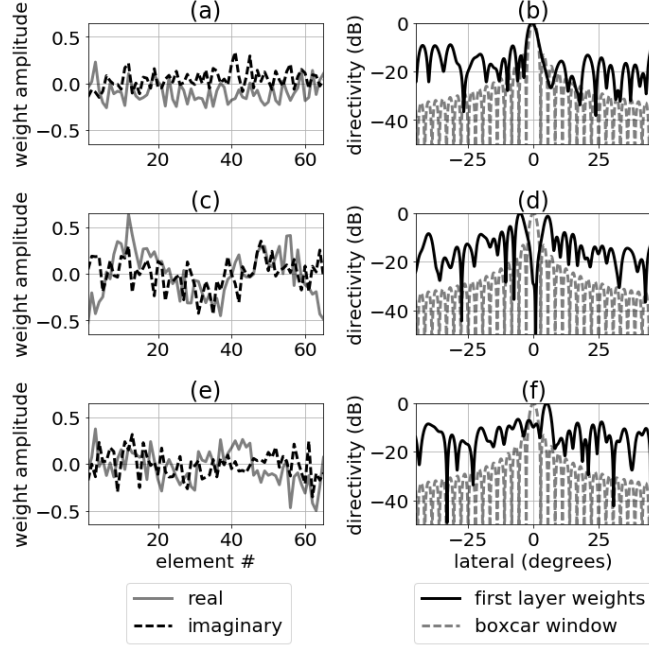 (a)
(b)
weight amplitude
0.5
0.0
−0.5
20
40
60
directivity (dB)
0
−20
−40
−25
0
25
(c)
(d)
weight amplitude
0.5
0.0
−0.5
20
40
60
directivity (dB)
0
−20
−40
−25
0
25
(e)
(f)
weight amplitude
0.5
0.0
−0.5
20
40
60
element #
directivity (dB)
0
−20
−40
−25
0
25
lateral (degrees)
real
imaginary
first layer weights
boxcar window